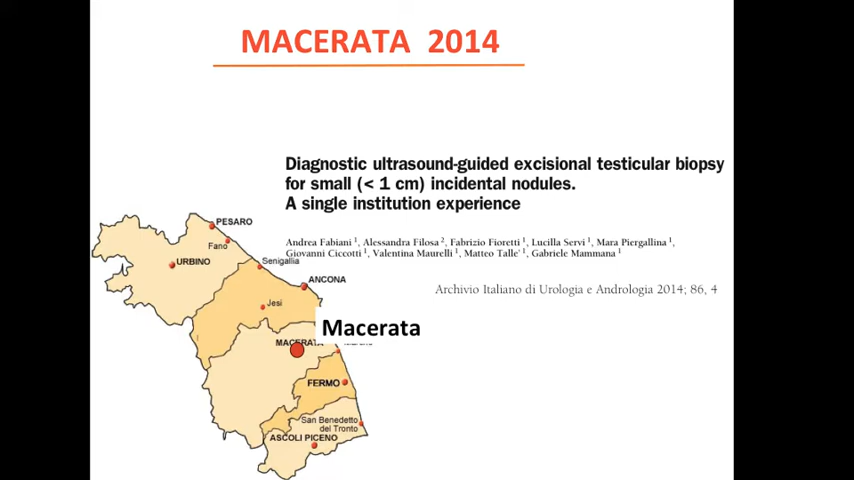 MACERATA 2014
Diagnostic ultrasound-guided excisional testicular biopsy
for small (< 1 cm) incidental nodules.
A single institution experience
Andrea Fabiani 1, Alessandra Filosa 2, Fabrizio Fioretti 1, Lucilla Servi 1, Mara Piergallina 1,
Giovanni Ciccotti 1, Valentina Maurelli 1, Matteo Talle' 1, Gabriele Mammana 1
Archivio Italiano di Urologia e Andrologia 2014; 86, 4
PESARO
Fano
URBINO
Senigallia
ANCONA
Jesi
Macerata
MACERATA
FERMO
San Benedetto
del Tronto
ASCOLI PICENO